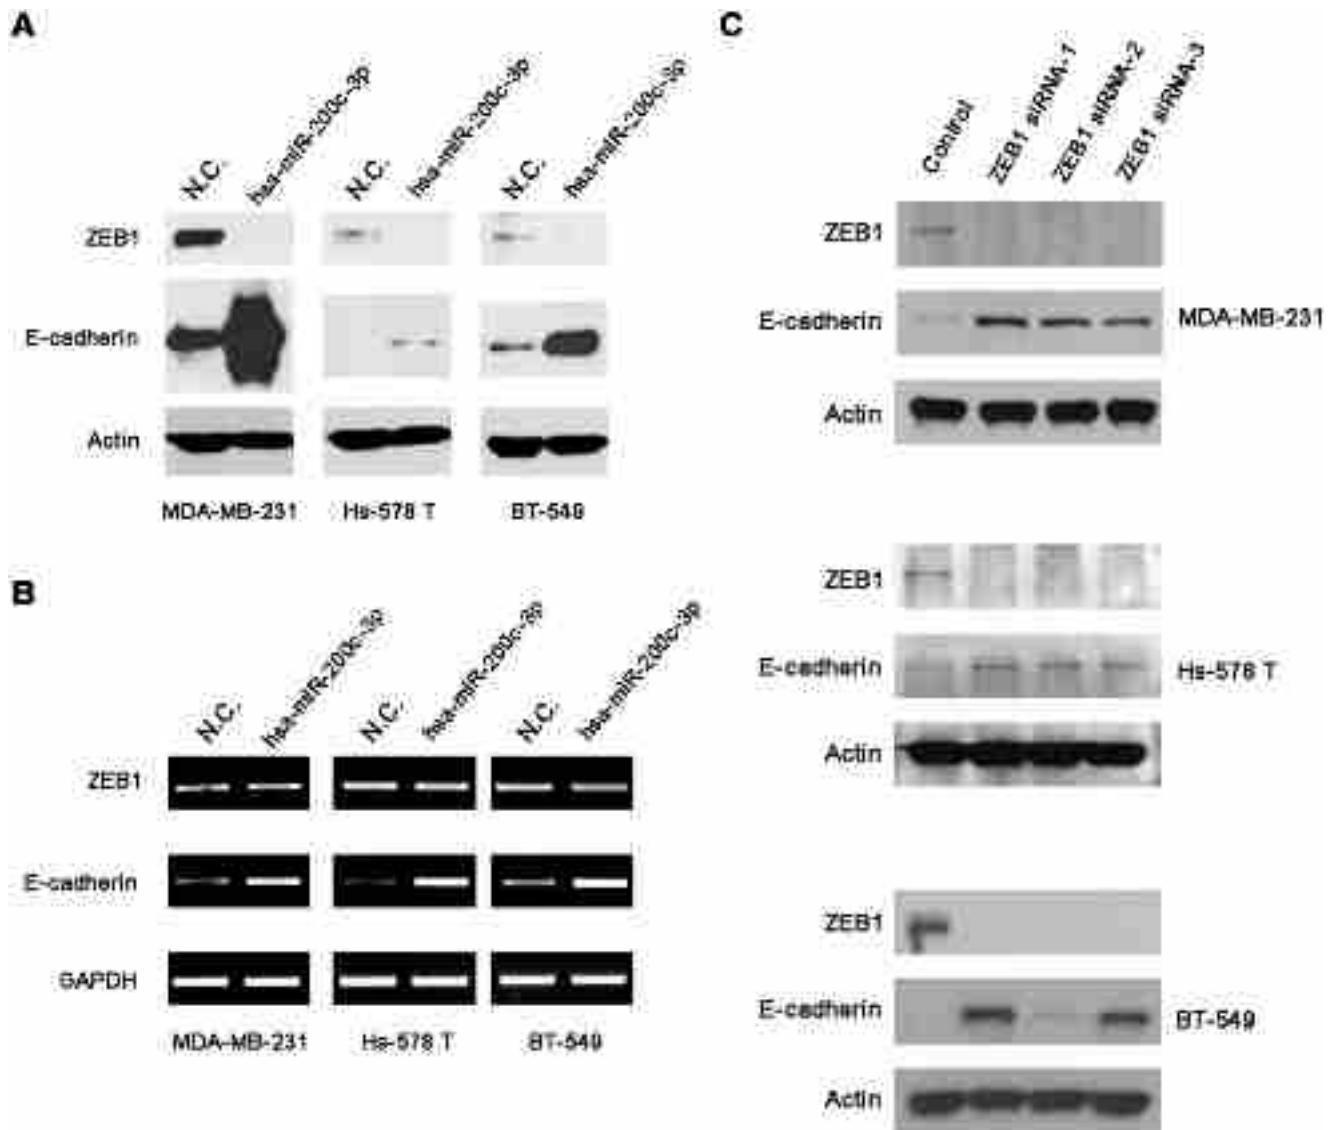 A
N.C.
hsa-miR-200c-3p
N.C.
hsa-miR-200c-3p
N.C.
hsa-miR-200c-3p
ZEB1
E-cadherin
Actin
MDA-MB-231
Hs-578 T
BT-549
B
N.C.
hsa-miR-200c-3p
N.C.
hsa-miR-200c-3p
N.C.
hsa-miR-200c-3p
ZEB1
E-cadherin
GAPDH
MDA-MB-231
Hs-578 T
BT-549
C
Control
ZEB1 siRNA-1
ZEB1 siRNA-2
ZEB1 siRNA-3
ZEB1
E-cadherin
MDA-MB-231
Actin
ZEB1
E-cadherin
Hs-578 T
Actin
ZEB1
E-cadherin
BT-549
Actin